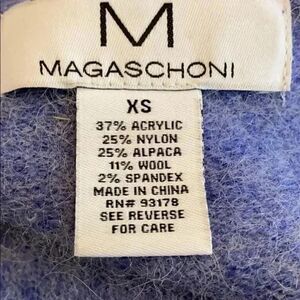 M
MAGASCHONI
XS
37% ACRYLIC
25% NYLON
25% ALPACA
11% WOOL
2% SPANDEX
MADE IN CHINA
RN# 93178
SEE REVERSE
FOR CARE